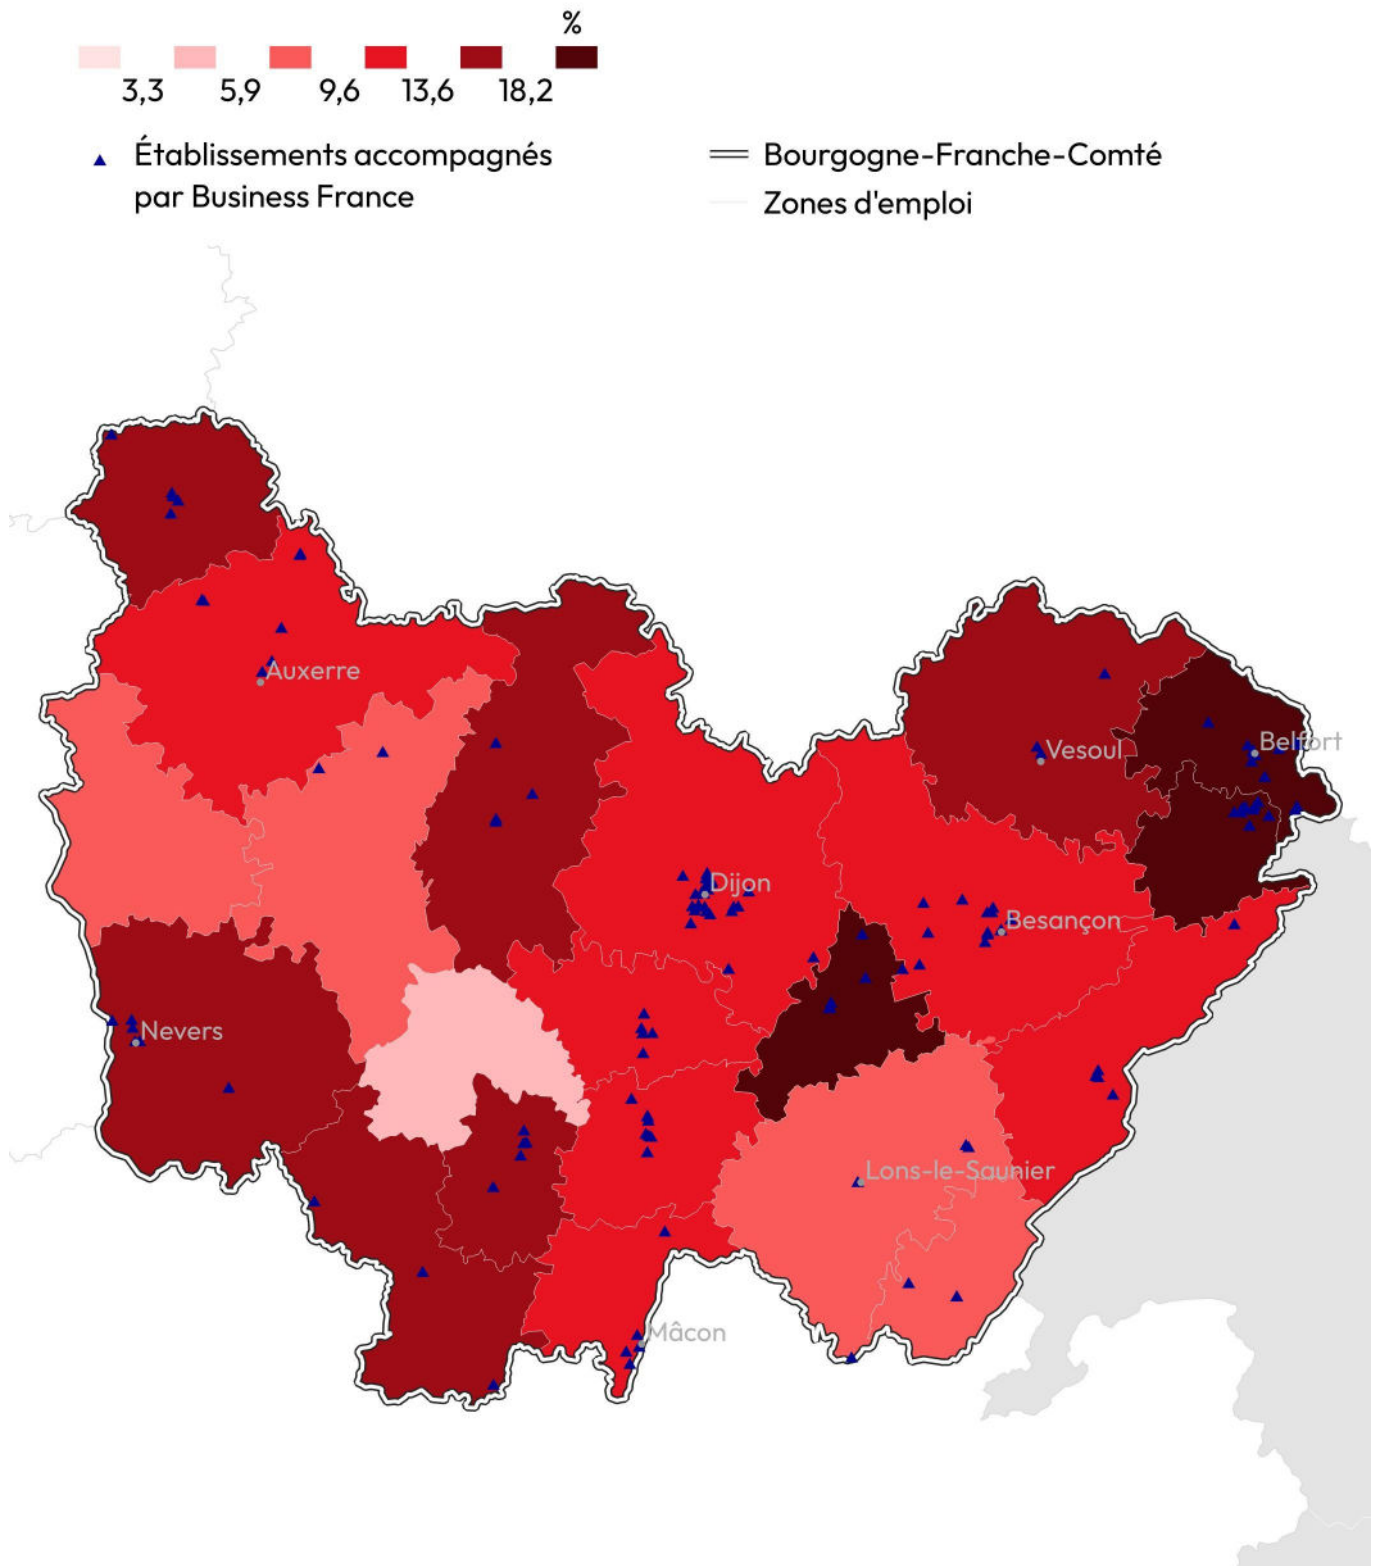 %
3,3 5,9 9,6 13,6 18,2
Établissements accompagnés
par Business France
Bourgogne-Franche-Comté
Zones d'emploi
Auxerre
Belfort
Vesoul
Dijon
Besançon
Nevers
Lons-le-Saunier
Mâcon